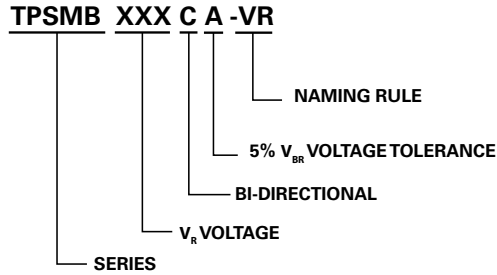 TPSMB XXX C A -VR
NAMING RULE
5% VBR VOLTAGE TOLERANCE
BI-DIRECTIONAL
VR VOLTAGE
SERIES